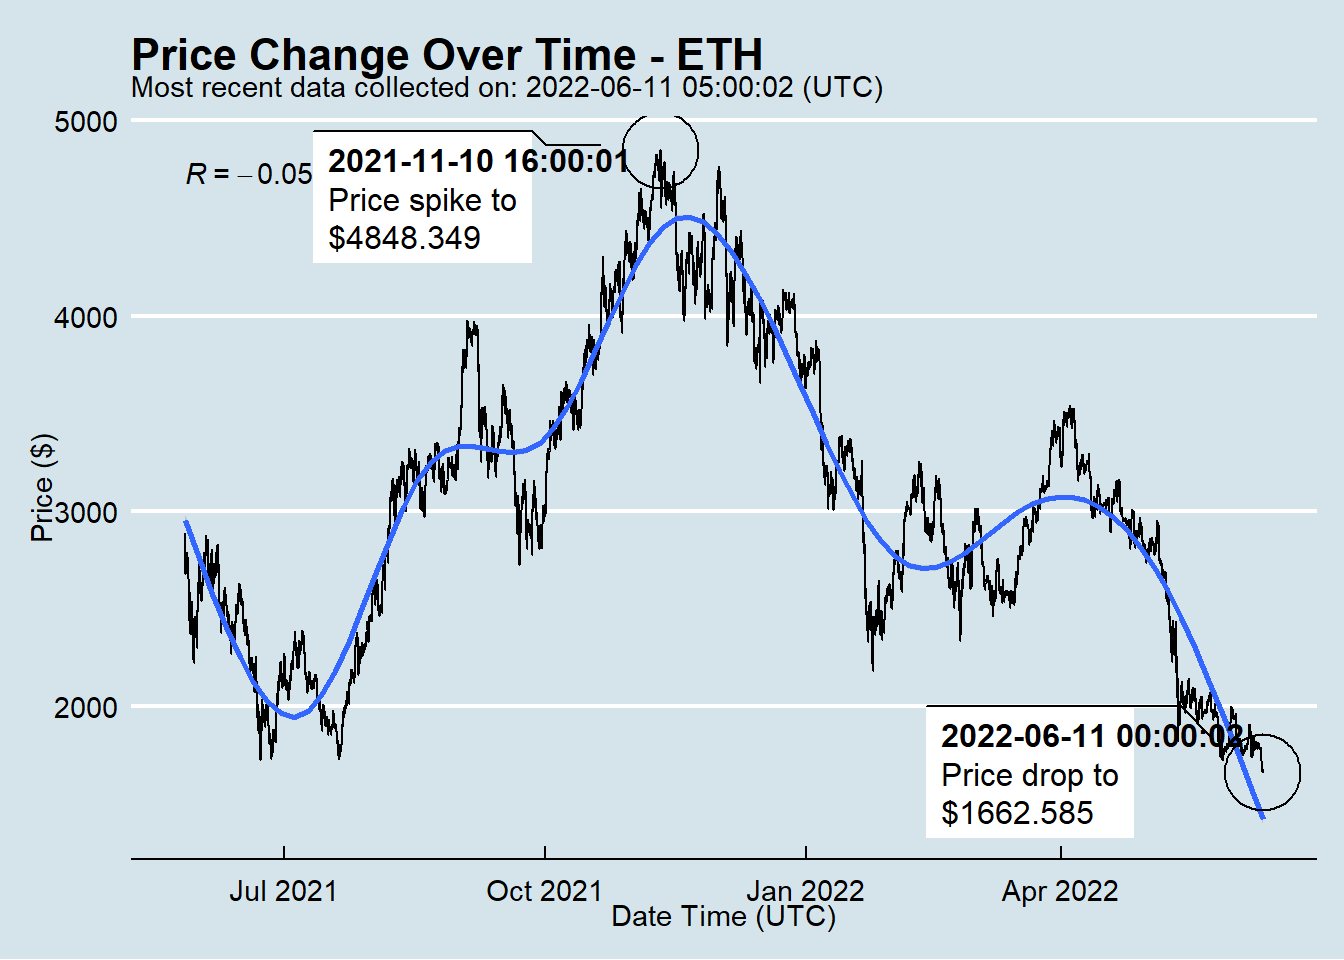 Price Change Over Time - ETH
Most recent data collected on: 2022-06-11 05:00:02 (UTC)
5000
R = −0.05
2021-11-10 16:00:01
Price spike to
$4848.349
4000
Price ($)
3000
2000
2022-06-11 00:00:02
Price drop to
$1662.585
Jul 2021
Oct 2021
Jan 2022
Apr 2022
Date Time (UTC)